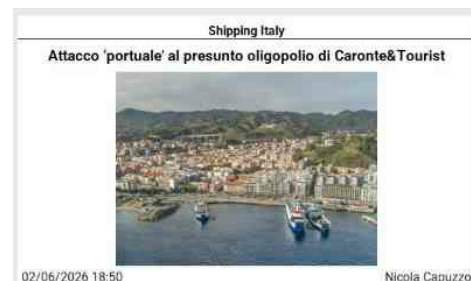 Shipping Italy
Attacco 'portuale' al presunto oligopolio di Caronte&Tourist
02/06/2026 18:50
Nicola Capuzzo